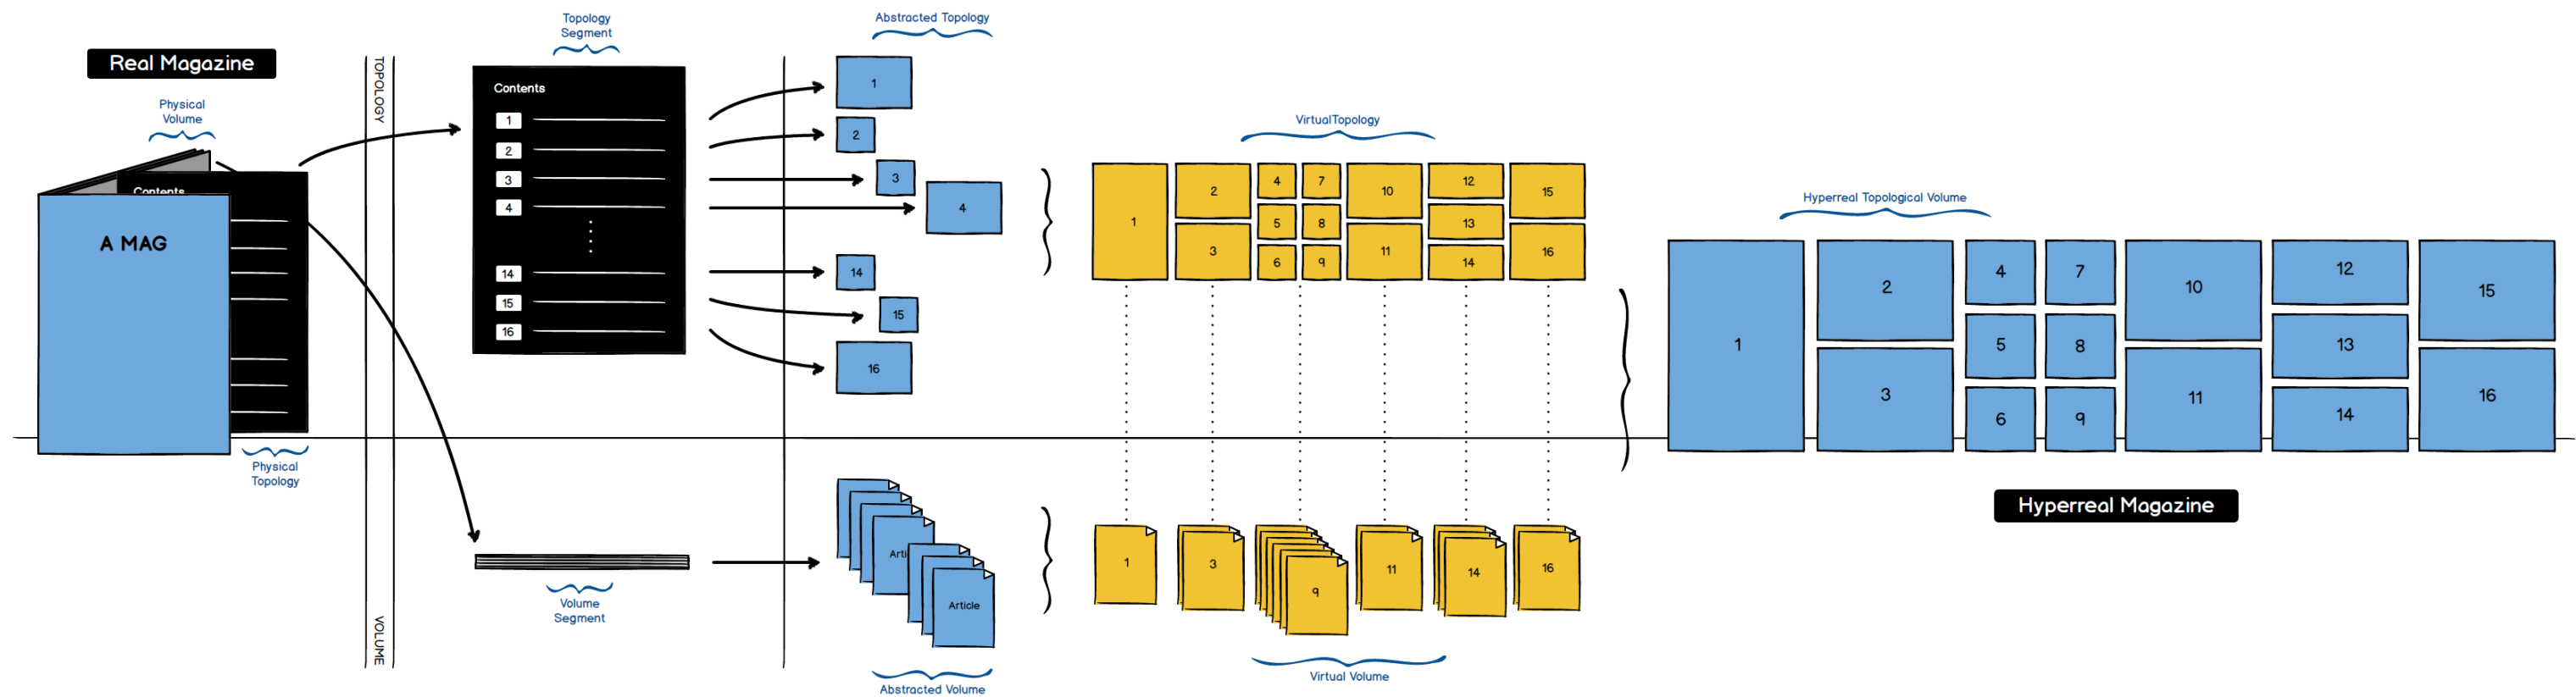 Real Magazine
Physical
Volume
Contents
A MAG
Physical
Topology
TOPOLOGY
VOLUME
Topology
Segment
Contents
1
2
3
4
14
15
16
Volume
Segment
Abstracted Topology
1
2
3
4
14
15
16
Arti
Article
Abstracted Volume
VirtualTopology
1
2
3
4
5
6
7
8
9
10
11
12
13
14
15
16
1
3
9
11
14
16
Virtual Volume
Hyperreal Topological Volume
1
2
3
4
5
6
7
8
9
10
11
12
13
14
15
16
Hyperreal Magazine